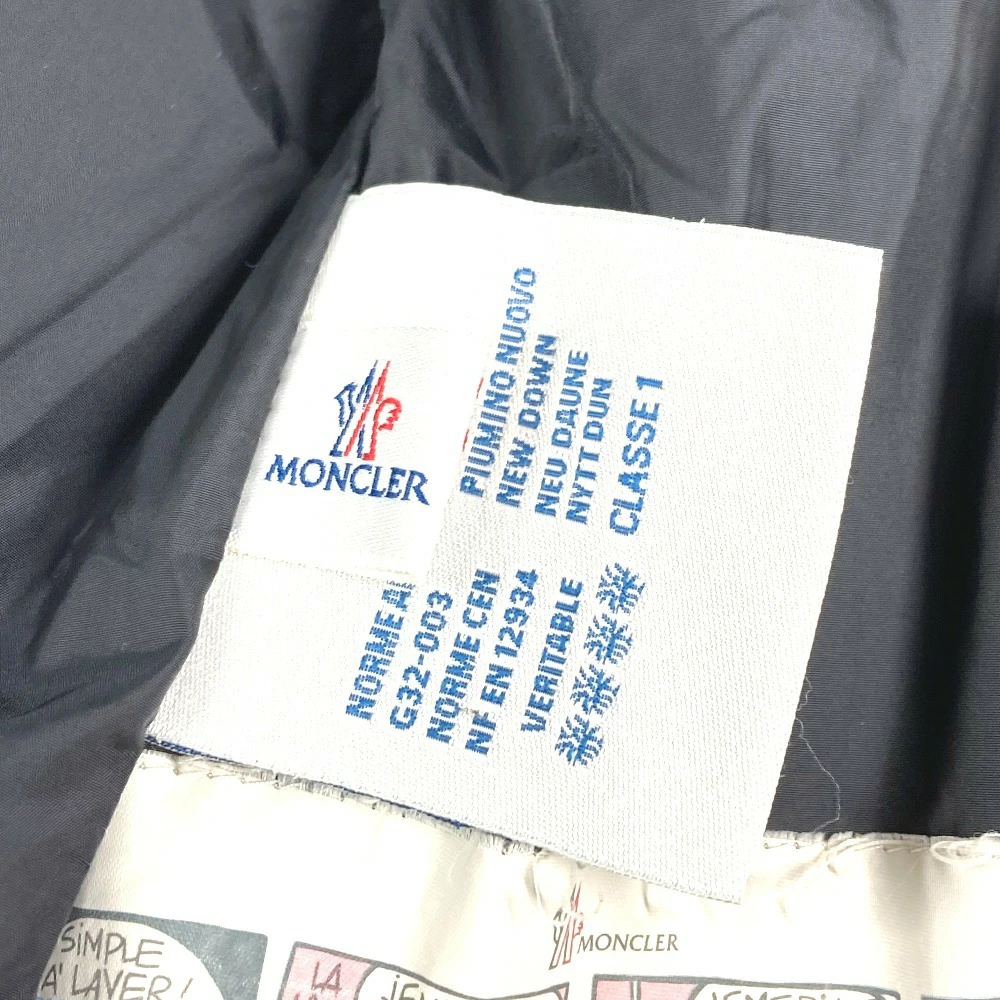 MONCLER
PIUMINO NUOVO
NEW DOWN
NEU DAUNE
NYTT DUN
CLASSE 1
NORME A
G32-003
NORME CEN
NF EN 12934
VERITABLE
MONCLER
SiMPLE
A' LAVER!
LA